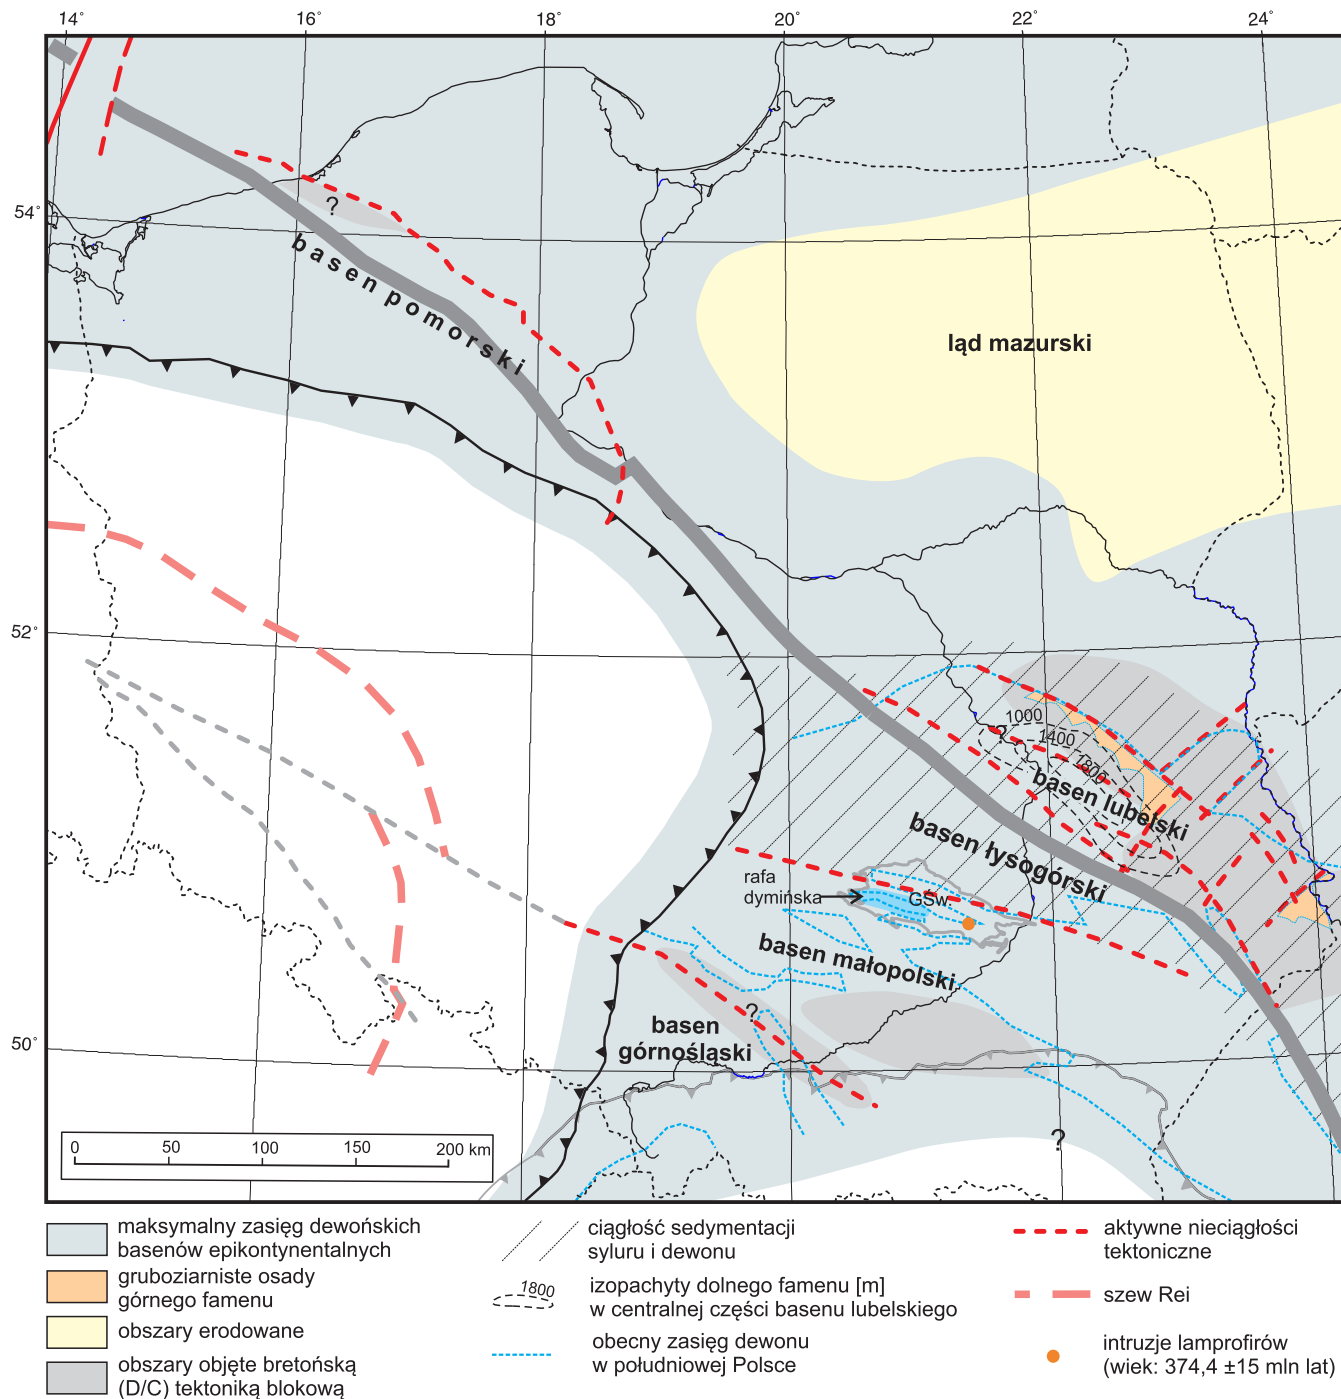 14° 16° 18° 20° 22° 24°
54°
52°
50°
?
basen pomorski
ląd mazurski
1000
?
1400
1800
basen lubelski
basen łysogórski
rafa
dymińska
GŚw.
basen małopolski
?
basen
górnośląski
?
0 50 100 150 200 km
maksymalny zasięg dewońskich
basenów epikontynentalnych
gruboziarniste osady
górnego famenu
obszary erodowane
obszary objęte bretońską
(D/C) tektoniką blokową
ciągłość sedymentacji
syluru i dewonu
1800
izopachyty dolnego famenu [m]
w centralnej części basenu lubelskiego
obecny zasięg dewonu
w południowej Polsce
aktywne nieciągłości
tektoniczne
szew Rei
intruzje lamprofirów
(wiek: 374,4 ±15 mln lat)